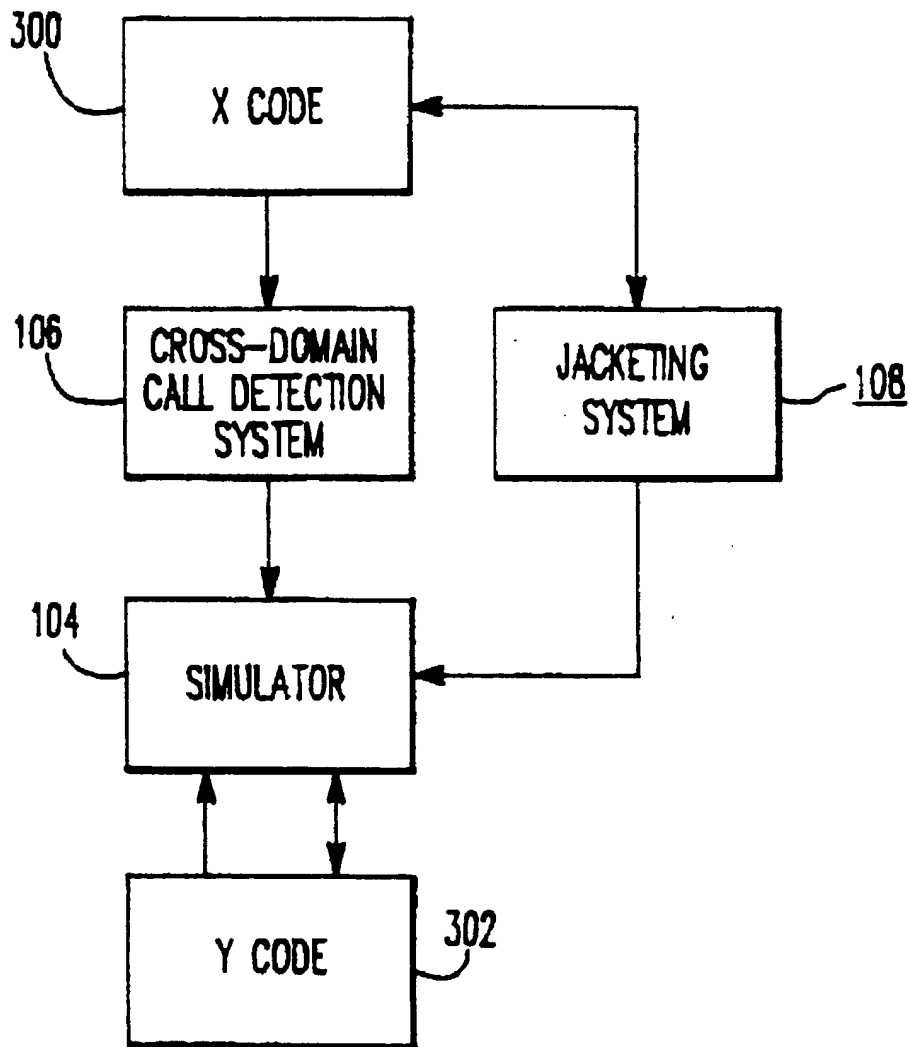 300
X CODE
106
CROSS-DOMAIN
CALL DETECTION
SYSTEM
JACKETING
SYSTEM
108
104
SIMULATOR
Y CODE
302